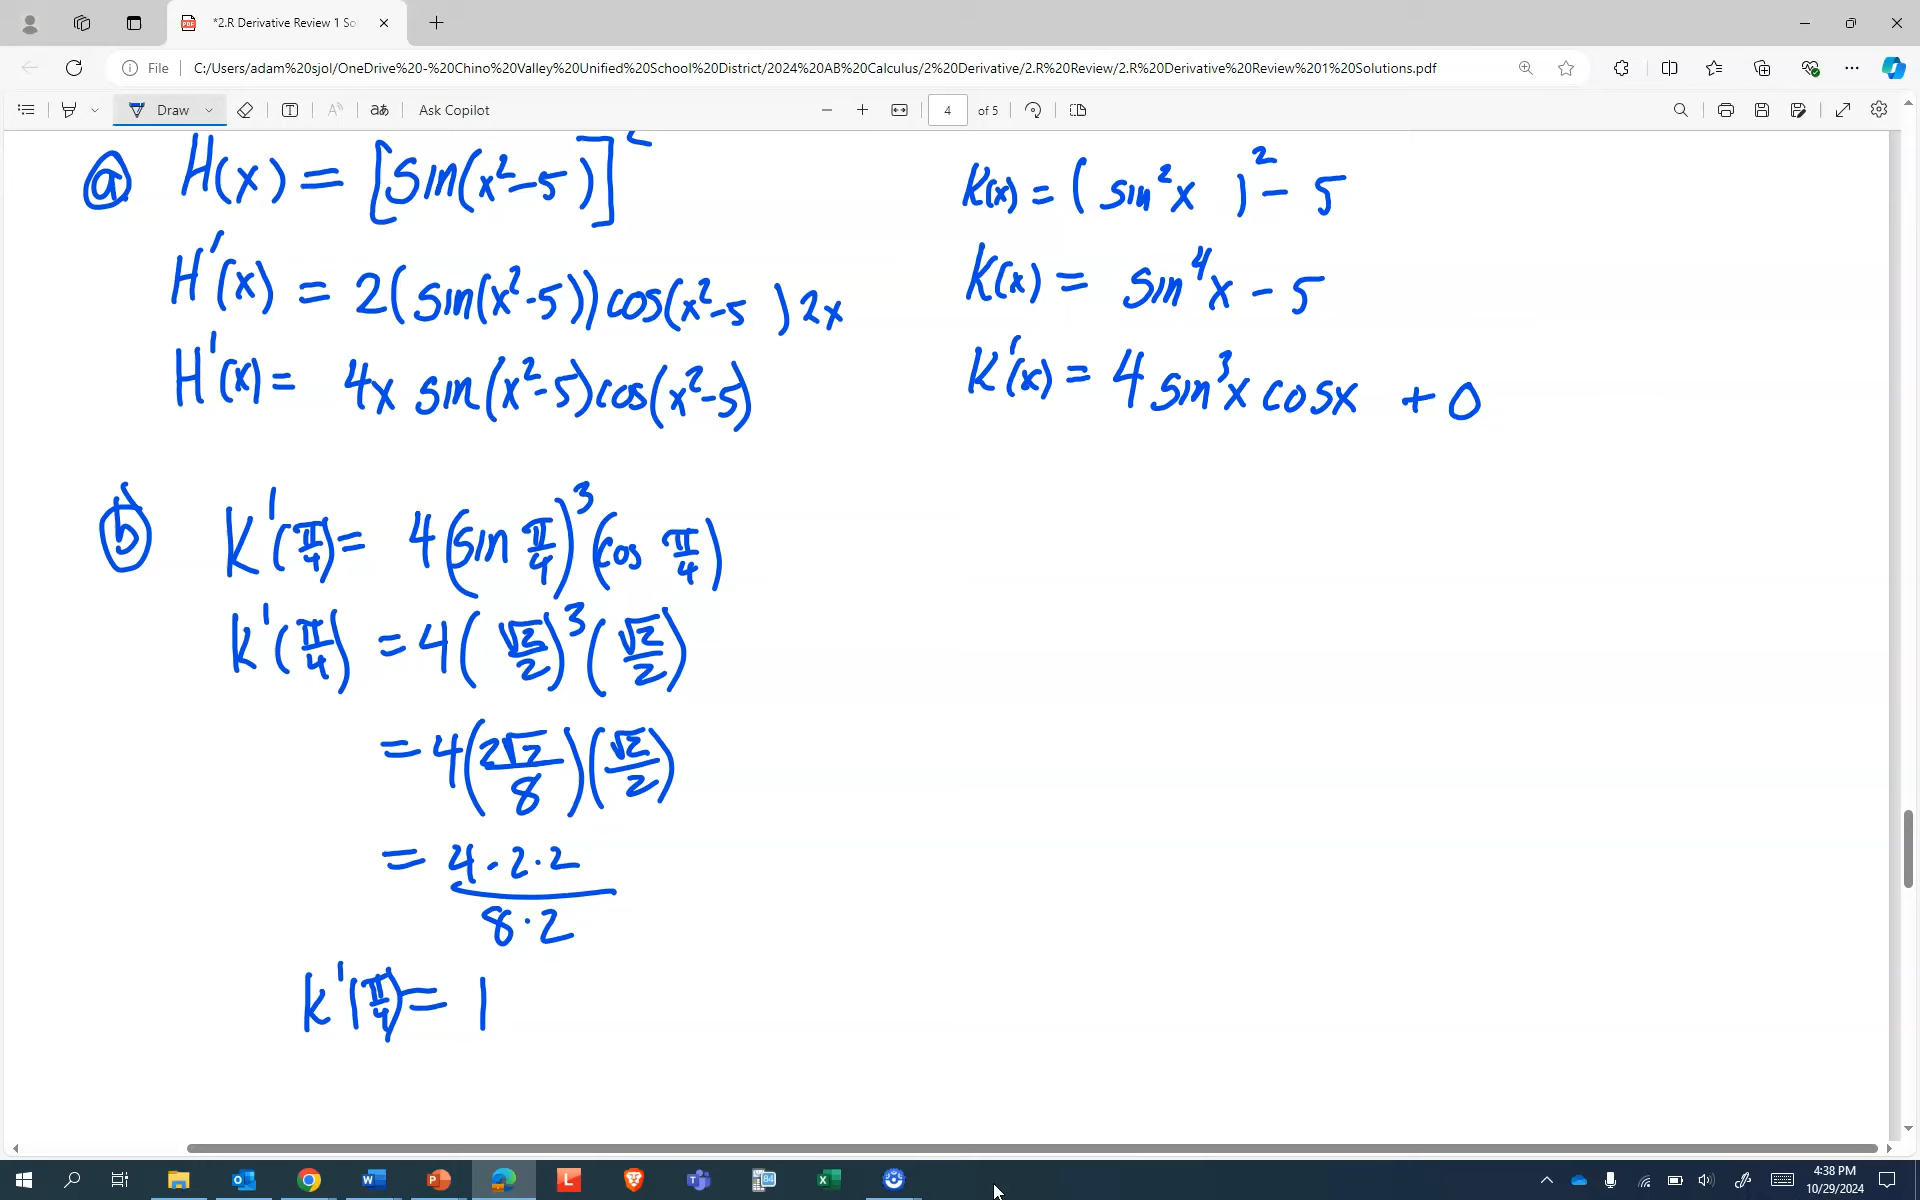 *2.R Derivative Review 1 So
File C:/Users/adam%20sjol/OneDrive%20-%20Chino%20Valley%20Unified%20School%20District/2024%20AB%20Calculus/2%20Derivative/2.R%20Review/2.R%20Derivative%20Review%201%20Solutions.pdf
Draw Ask Copilot 4 of 5
ⓐ H(x) = [Sin(x²-5)]²
H'(x) = 2(sin(x²-5))cos(x²-5)2x
H'(x) = 4x sin(x²-5)cos(x²-5)
K(x) = (sin²x)² - 5
K(x) = sin⁴x - 5
K'(x) = 4 sin³x cosx + 0
ⓑ K'(π/4) = 4(sin π/4)³(cos π/4)
K'(π/4) = 4(√2/2)³(√2/2)
= 4(2√2/8)(√2/2)
= 4·2·2
8·2
K'(π/4) = 1
4:38 PM
10/29/2024